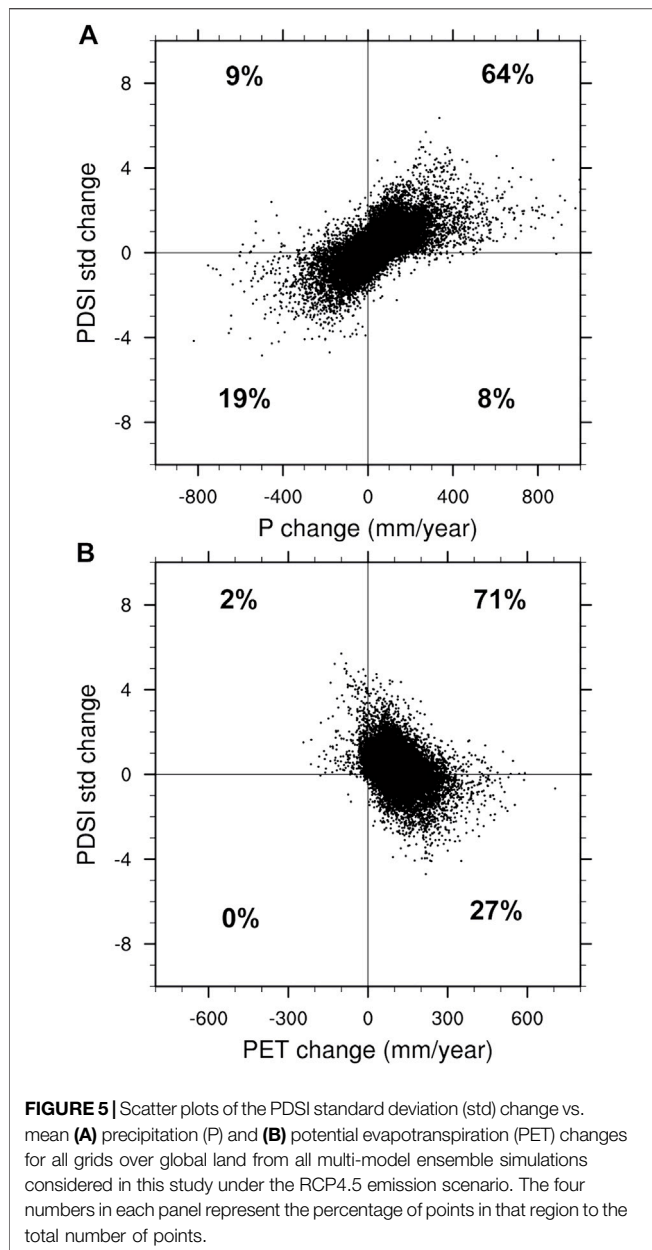 A
9% 64%
8
4
0
-4
-8
PDSI std change
19% 8%
-800 -400 0 400 800
P change (mm/year)
B
2% 71%
8
4
0
-4
-8
PDSI std change
0% 27%
-600 -300 0 300 600
PET change (mm/year)
FIGURE 5 | Scatter plots of the PDSI standard deviation (std) change vs.
mean (A) precipitation (P) and (B) potential evapotranspiration (PET) changes
for all grids over global land from all multi-model ensemble simulations
considered in this study under the RCP4.5 emission scenario. The four
numbers in each panel represent the percentage of points in that region to the
total number of points.